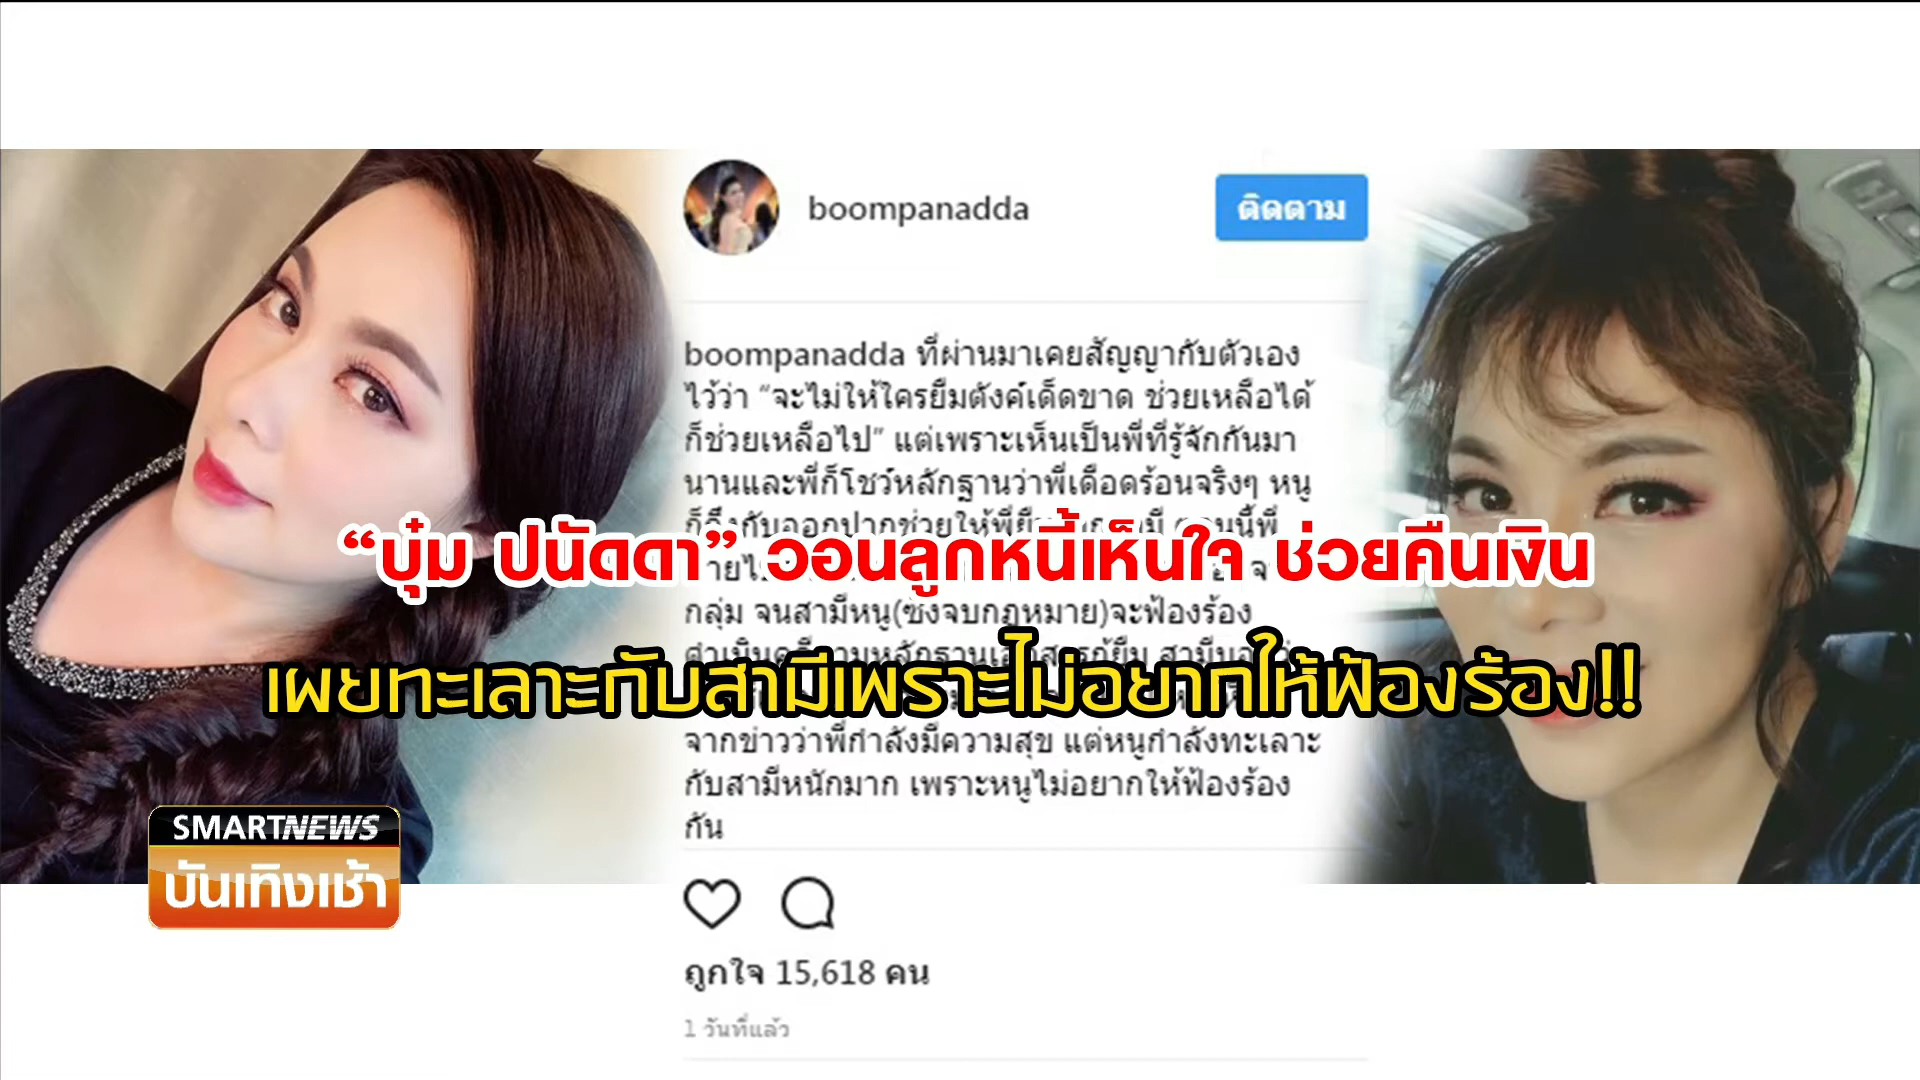 boompanadda
ติดตาม
boompanadda ที่ผ่านมาเคยสัญญากับตัวเอง
ไว้ว่า "จะไม่ให้ใครยืมตังค์เด็ดขาด ช่วยเหลือได้
ก็ช่วยเหลือไป" แต่เพราะเห็นเป็นพี่ที่รู้จักกันมา
นานและพี่ก็โชว์หลักฐานว่าพี่เดือดร้อนจริงๆ หนู
“บุ๋ม ปนัดดา” วอนลูกหนี้เห็นใจ ช่วยคืนเงิน
กลุ่ม จนสามีหนู(ซึ่งจบกฎหมาย)จะฟ้องร้อง
เผยทะเลาะกับสามีเพราะไม่อยากให้ฟ้องร้อง!!
จากข่าวว่าพี่กำลังมีความสุข แต่หนูกำลังทะเลาะ
กับสามีหนักมาก เพราะหนูไม่อยากให้ฟ้องร้อง
กัน
SMARTNEWS
บันเทิงเช้า
ถูกใจ 15,618 คน
1 วันที่แล้ว